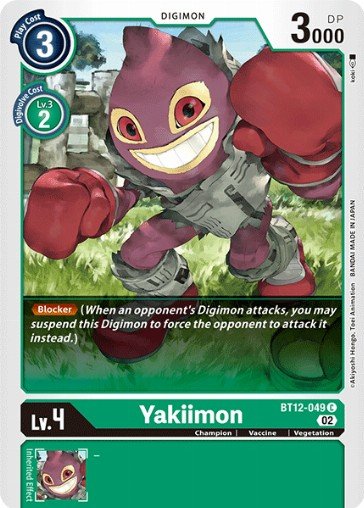 Play Cost
3
DIGIMON
3000
DP
Digivolve Cost
Lv.3
2
koki
©Akiyoshi Hongo, Toei Animation BANDAI MADE IN JAPAN
Blocker (When an opponent's Digimon attacks, you may
suspend this Digimon to force the opponent to attack it
instead.)
Lv.4
Yakiimon
BT12-049 C
02
Champion | Vaccine | Vegetation
Inherited Effect
–